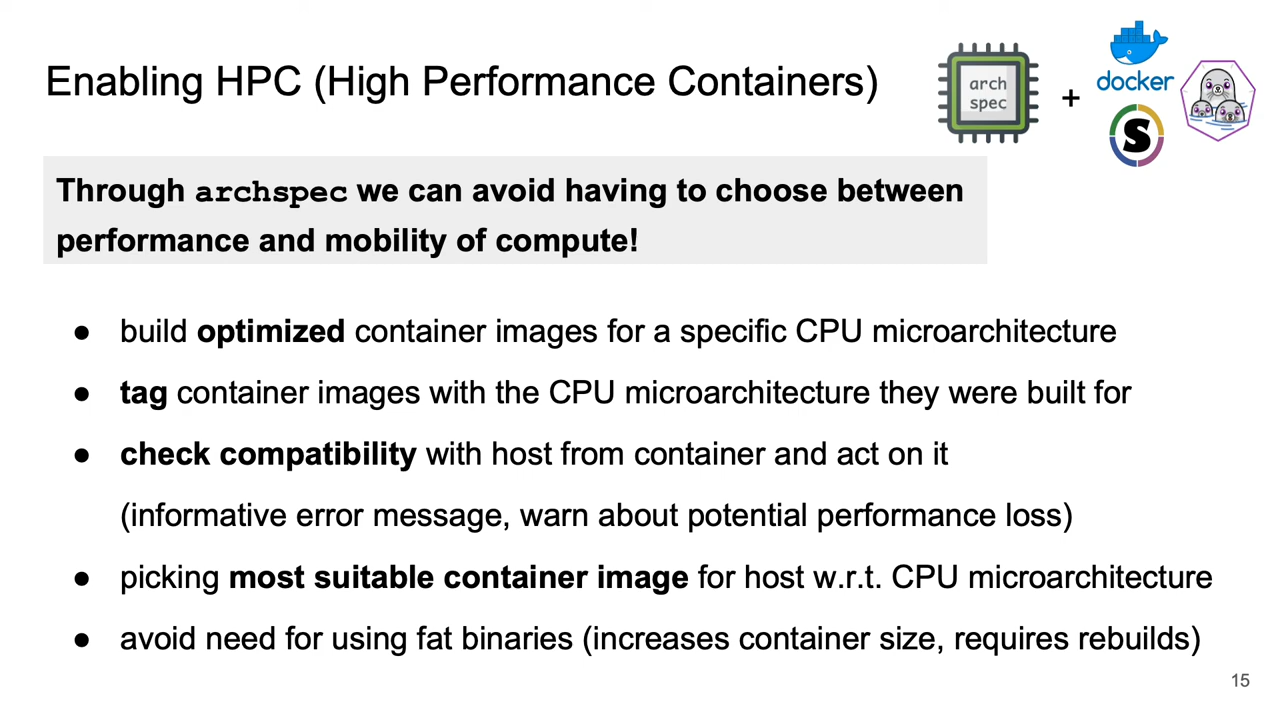 Enabling HPC (High Performance Containers)
arch
spec
+
docker
S
Through archspec we can avoid having to choose between
performance and mobility of compute!
● build optimized container images for a specific CPU microarchitecture
● tag container images with the CPU microarchitecture they were built for
● check compatibility with host from container and act on it
(informative error message, warn about potential performance loss)
● picking most suitable container image for host w.r.t. CPU microarchitecture
● avoid need for using fat binaries (increases container size, requires rebuilds)
15